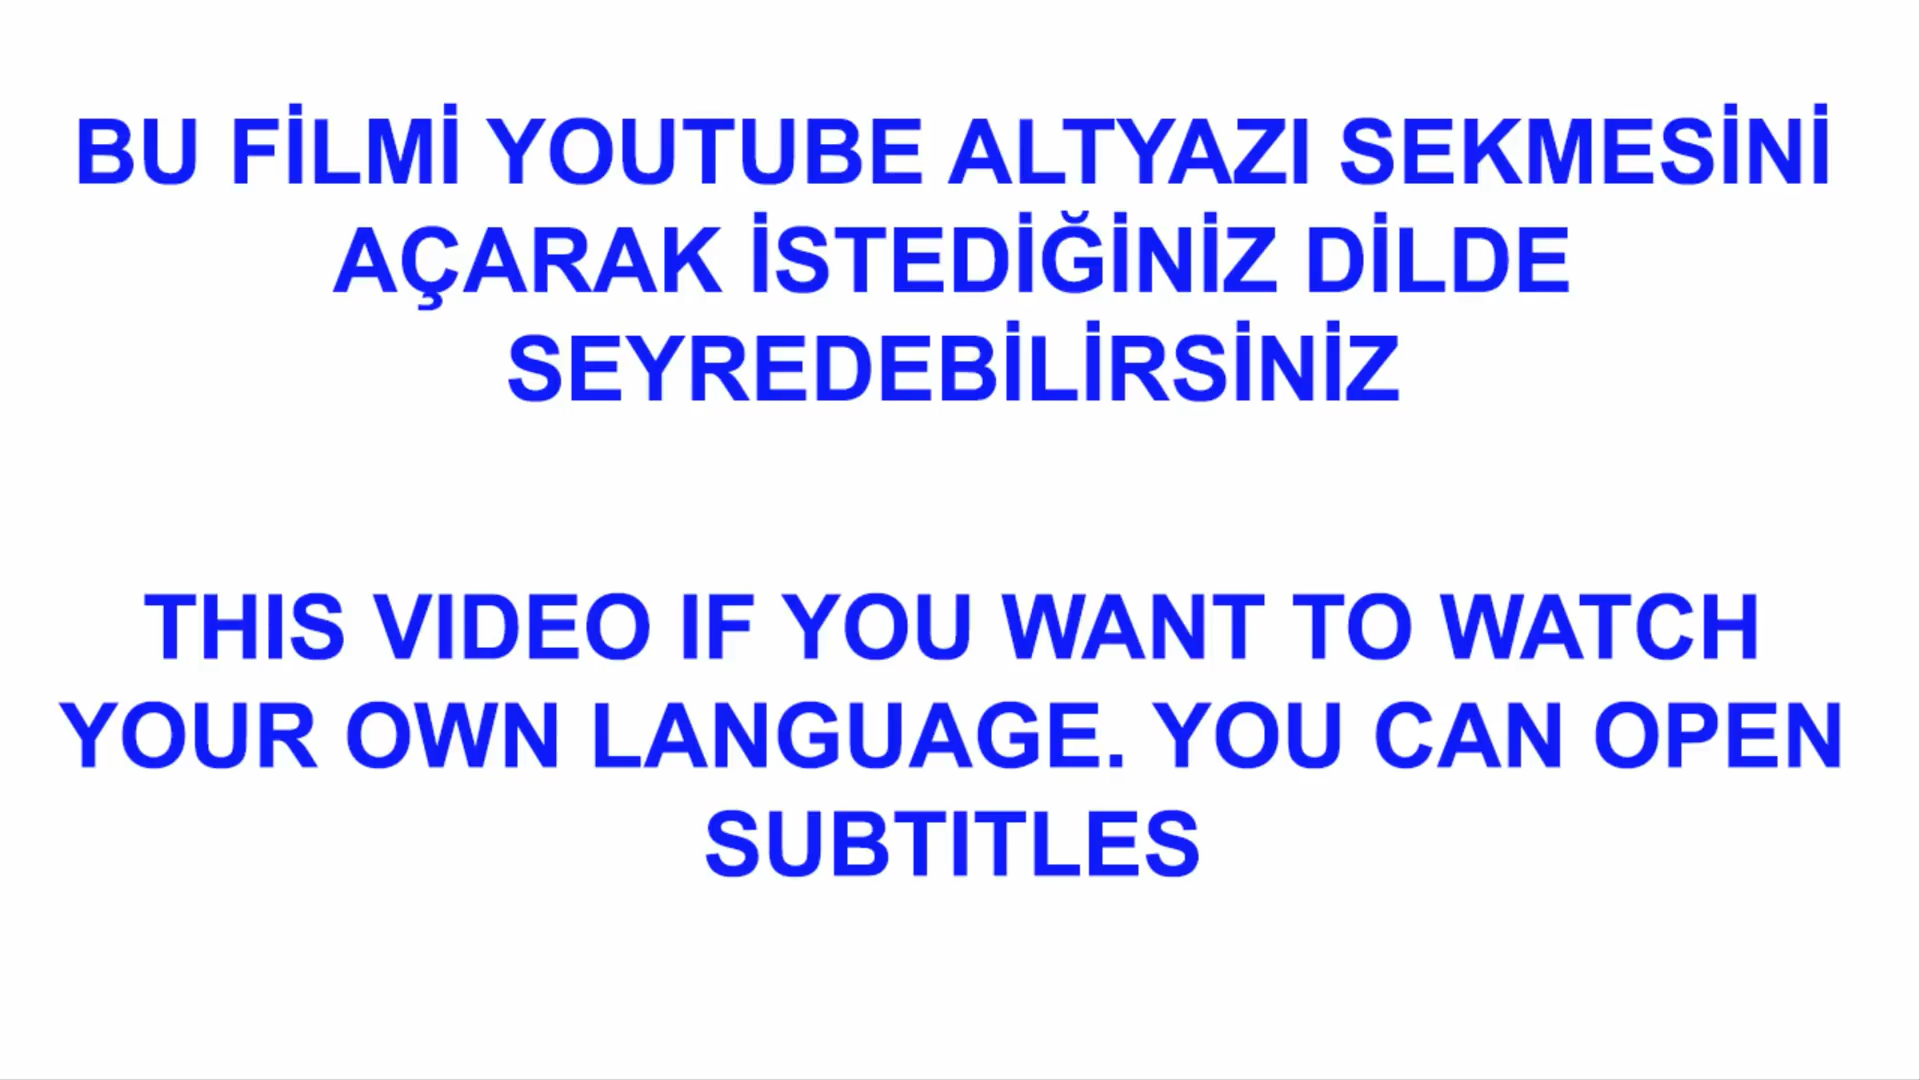 BU FİLMİ YOUTUBE ALTYAZI SEKMESİNİ
AÇARAK İSTEDİĞİNİZ DİLDE
SEYREDEBİLİRSİNİZ
THIS VIDEO IF YOU WANT TO WATCH
YOUR OWN LANGUAGE. YOU CAN OPEN
SUBTITLES